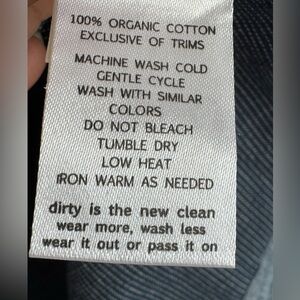 100% ORGANIC COTTON
EXCLUSIVE OF TRIMS
MACHINE WASH COLD
GENTLE CYCLE
WASH WITH SIMILAR
COLORS
DO NOT BLEACH
TUMBLE DRY
LOW HEAT
IRON WARM AS NEEDED
dirty is the new clean
wear more, wash less
wear it out or pass it on